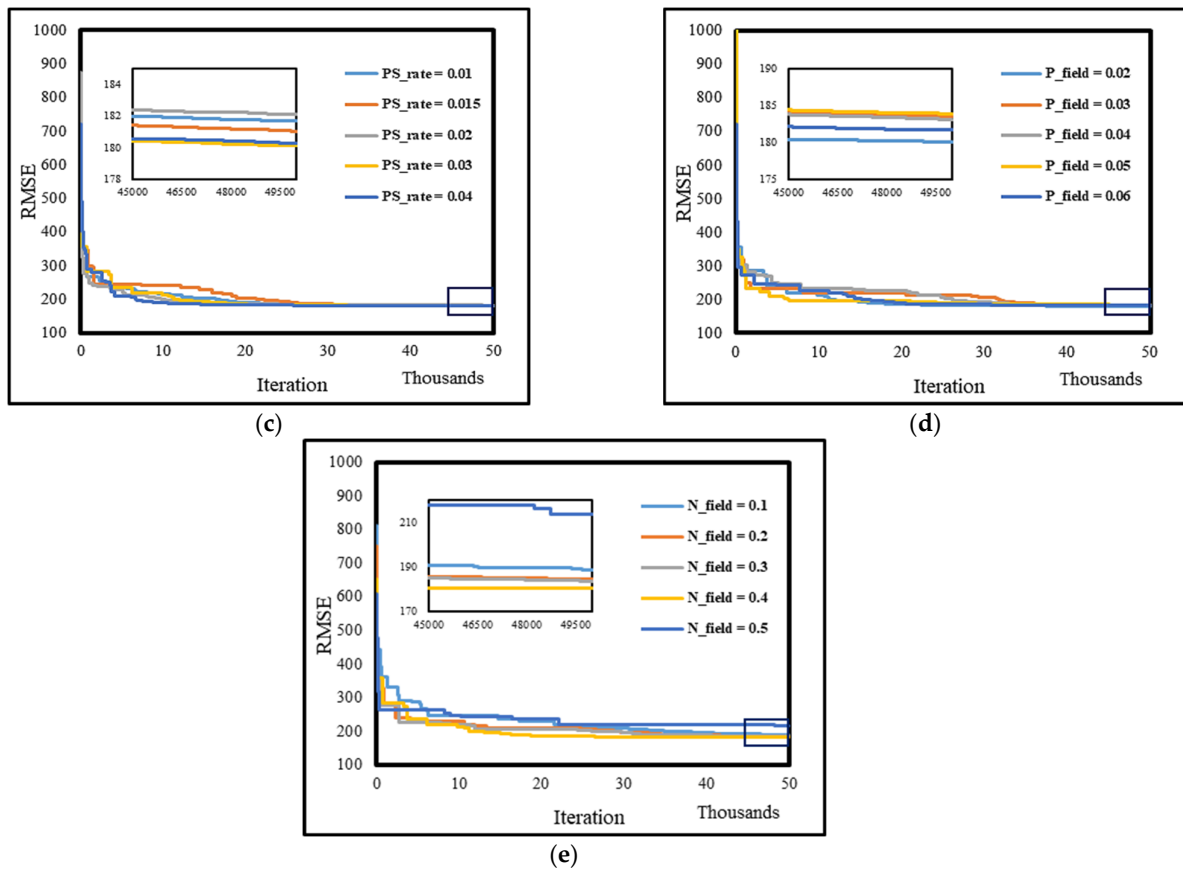 1000
900
800
700
600
500
400
300
200
100
RMSE
184
182
180
178
45000 46500 48000 49500
PS_rate = 0.01
PS_rate = 0.015
PS_rate = 0.02
PS_rate = 0.03
PS_rate = 0.04
0 10 20 30 40 50
Iteration
Thousands
(c)
1000
900
800
700
600
500
400
300
200
100
RMSE
190
185
180
175
45000 46500 48000 49500
P_field = 0.02
P_field = 0.03
P_field = 0.04
P_field = 0.05
P_field = 0.06
0 10 20 30 40 50
Iteration
Thousands
(d)
1000
900
800
700
600
500
400
300
200
100
RMSE
210
190
170
45000 46500 48000 49500
N_field = 0.1
N_field = 0.2
N_field = 0.3
N_field = 0.4
N_field = 0.5
0 10 20 30 40 50
Iteration
Thousands
(e)